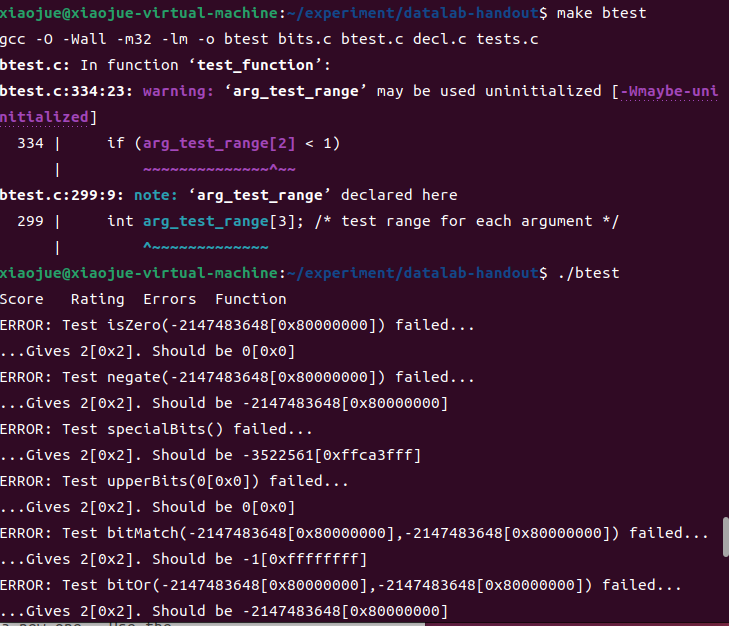 xiaojue@xiaojue-virtual-machine:~/experiment/datalab-handout$ make btest
gcc -O -Wall -m32 -lm -o btest bits.c btest.c decl.c tests.c
btest.c: In function ‘test_function’:
btest.c:334:23: warning: ‘arg_test_range’ may be used uninitialized [-Wmaybe-uni
nitialized]
  334 |     if (arg_test_range[2] < 1)
      |         ~~~~~~~~~~~~~~^~~
btest.c:299:9: note: ‘arg_test_range’ declared here
  299 |     int arg_test_range[3]; /* test range for each argument */
      |         ^~~~~~~~~~~~~~
xiaojue@xiaojue-virtual-machine:~/experiment/datalab-handout$ ./btest
Score   Rating  Errors  Function
ERROR: Test isZero(-2147483648[0x80000000]) failed...
...Gives 2[0x2]. Should be 0[0x0]
ERROR: Test negate(-2147483648[0x80000000]) failed...
...Gives 2[0x2]. Should be -2147483648[0x80000000]
ERROR: Test specialBits() failed...
...Gives 2[0x2]. Should be -3522561[0xffca3fff]
ERROR: Test upperBits(0[0x0]) failed...
...Gives 2[0x2]. Should be 0[0x0]
ERROR: Test bitMatch(-2147483648[0x80000000],-2147483648[0x80000000]) failed...
...Gives 2[0x2]. Should be -1[0xffffffff]
ERROR: Test bitOr(-2147483648[0x80000000],-2147483648[0x80000000]) failed...
...Gives 2[0x2]. Should be -2147483648[0x80000000]